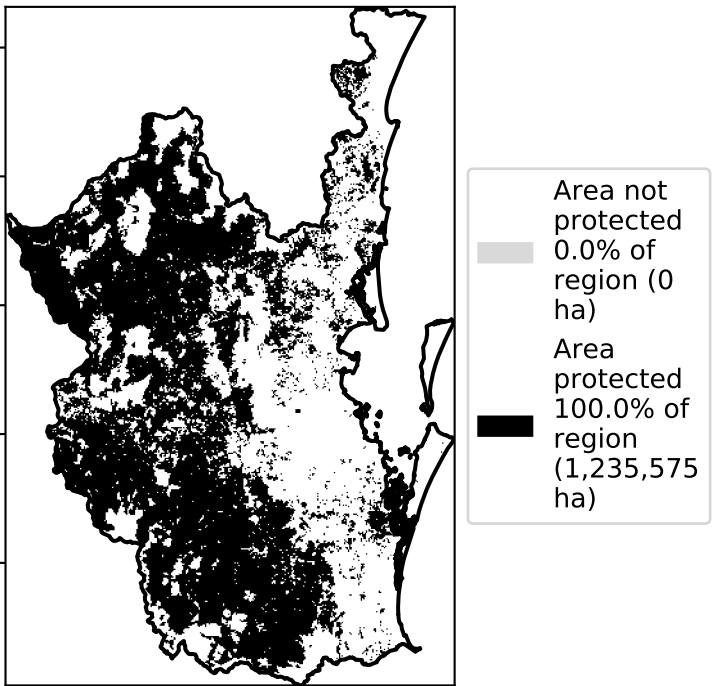 Area not
protected
0.0% of
region (0
ha)
Area
protected
100.0% of
region
(1,235,575
ha)